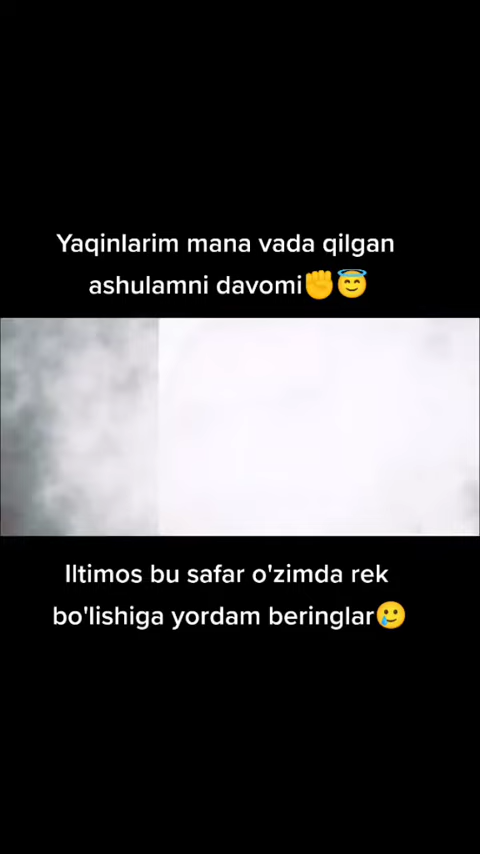 Yaqinlarim mana vada qilgan
ashulamni davomi✊😇
Iltimos bu safar o'zimda rek
bo'lishiga yordam beringlar🥲